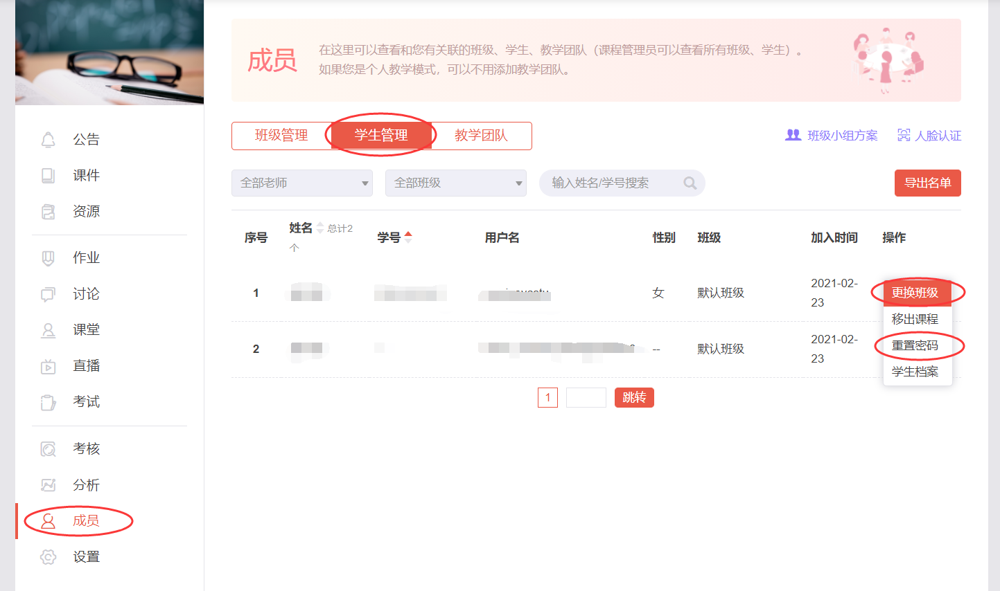 成员
在这里可以查看和您有关联的班级、学生、教学团队（课程管理员可以查看所有班级、学生）。
如果您是个人教学模式，可以不用添加教学团队。
公告
课件
资源
作业
讨论
课堂
直播
考试
考核
分析
成员
设置
班级管理 学生管理 教学团队 班级小组方案 人脸认证
全部老师 全部班级 输入姓名/学号搜索 导出名单
序号 姓名 总计2个 学号 用户名 性别 班级 加入时间 操作
1 女 默认班级 2021-02-23 更换班级
移出课程
2 -- 默认班级 2021-02-23 重置密码
学生档案
1 跳转